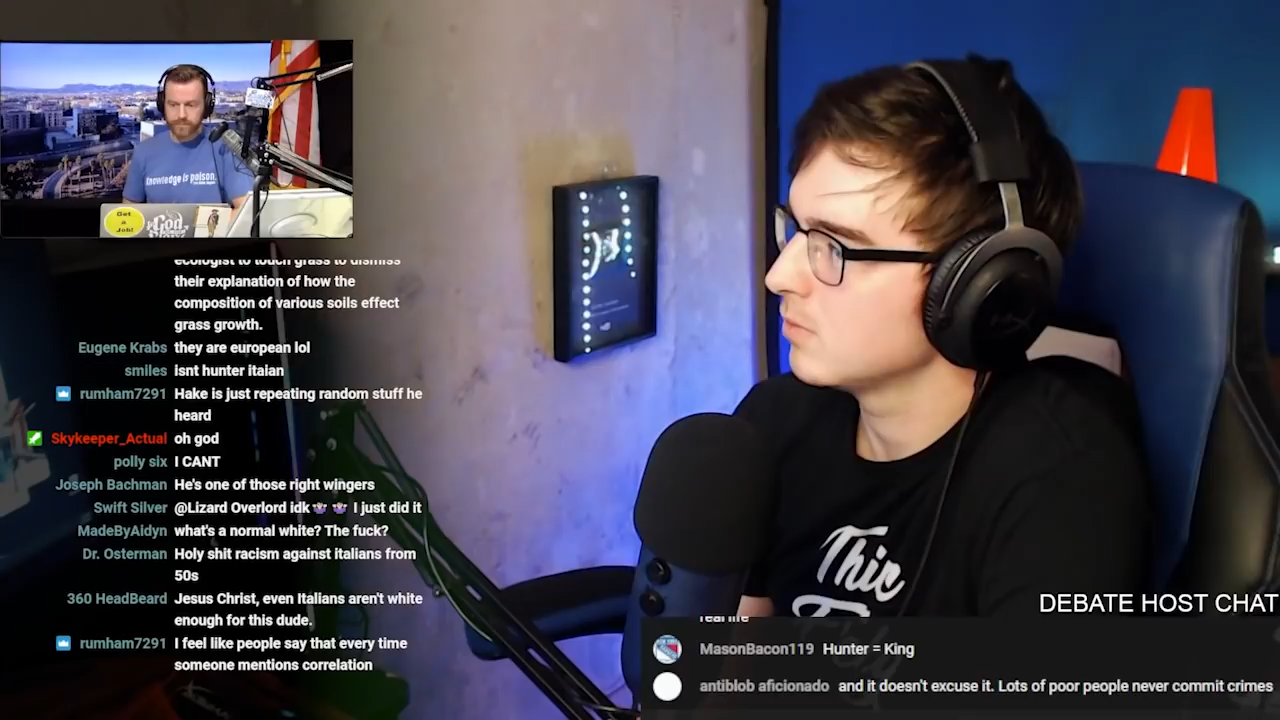 knowledge is poison.
Get
a
Job!
God
ecologist to touch grass to dismiss
their explanation of how the
composition of various soils effect
grass growth.
Eugene Krabs they are european lol
smiles isnt hunter itaian
rumham7291 Hake is just repeating random stuff he
heard
Skykeeper_Actual oh god
polly six I CANT
Joseph Bachman He's one of those right wingers
Swift Silver @Lizard Overlord idk I just did it
MadeByAidyn what's a normal white? The fuck?
Dr. Osterman Holy shit racism against italians from
50s
360 HeadBeard Jesus Christ, even Italians aren't white
enough for this dude.
rumham7291 I feel like people say that every time
someone mentions correlation
DEBATE HOST CHAT
real life
MasonBacon119 Hunter = King
antiblob aficionado and it doesn't excuse it. Lots of poor people never commit crimes